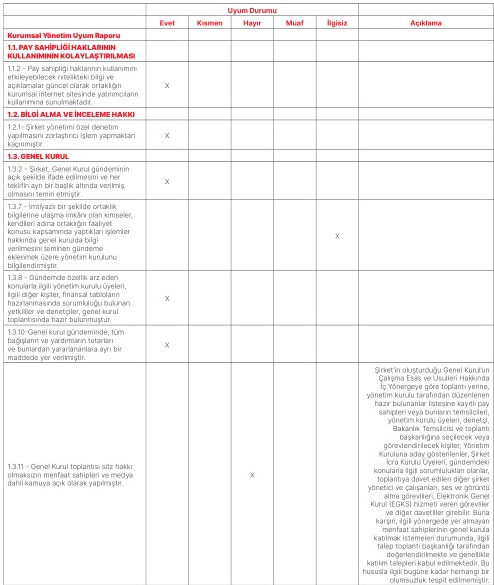 Uyum Durumu
Evet Kısmen Hayır Muaf İlgisiz Açıklama
Kurumsal Yönetim Uyum Raporu
1.1. PAY SAHİPLİĞİ HAKLARININ
KULLANIMININ KOLAYLAŞTIRILMASI
1.1.2 - Pay sahipliği haklarının kullanımını
etkileyebilecek nitelikteki bilgi ve
açıklamalar güncel olarak ortaklığın
kurumsal internet sitesinde yatırımcıların
kullanımına sunulmaktadır.
X
1.2. BİLGİ ALMA VE İNCELEME HAKKI
1.2.1- Şirket yönetimi özel denetim
yapılmasını zorlaştırıcı işlem yapmaktan
kaçınmıştır.
X
1.3. GENEL KURUL
1.3.2 - Şirket, Genel Kurul gündeminin
açık şekilde ifade edilmesini ve her
teklifin ayrı bir başlık altında verilmiş
olmasını temin etmiştir.
X
1.3.7 - İmtiyazlı bir şekilde ortaklık
bilgilerine ulaşma imkânı olan kimseler,
kendileri adına ortaklığın faaliyet
konusu kapsamında yaptıkları işlemler
hakkında genel kurulda bilgi
verilmesini teminen gündeme
eklenmek üzere yönetim kurulunu
bilgilendirmiştir.
X
1.3.8 - Gündemde özellik arz eden
konularla ilgili yönetim kurulu üyeleri,
ilgili diğer kişiler, finansal tabloların
hazırlanmasında sorumluluğu bulunan
yetkililer ve denetçiler, genel kurul
toplantısında hazır bulunmuştur.
X
1.3.10-Genel kurul gündeminde, tüm
bağışların ve yardımların tutarları
ve bunlardan yararlananlara ayrı bir
maddede yer verilmiştir.
X
1.3.11 - Genel Kurul toplantısı söz hakkı
olmaksızın menfaat sahipleri ve medya
dahil kamuya açık olarak yapılmıştır.
X
Şirket'in oluşturduğu Genel Kurul'un
Çalışma Esas ve Usulleri Hakkında
İç Yönergeye göre toplantı yerine,
yönetim kurulu tarafından düzenlenen
hazır bulunanlar listesine kayıtlı pay
sahipleri veya bunların temsilcileri,
yönetim kurulu üyeleri, denetçi,
Bakanlık Temsilcisi ve toplantı
başkanlığına seçilecek veya
görevlendirilecek kişiler, Yönetim
Kuruluna aday gösterilenler, Şirket
İcra Kurulu Üyeleri, gündemdeki
konularla ilgili sorumlulukları olanlar,
toplantıya davet edilen diğer şirket
yönetici ve çalışanları, ses ve görüntü
alma görevlileri, Elektronik Genel
Kurul (EGKS) hizmeti veren görevliler
ve diğer davetliler girebilir. Buna
karşın, ilgili yönergede yer almayan
menfaat sahiplerinin genel kurula
katılmak istemeleri durumunda, ilgili
talep toplantı başkanlığı tarafından
değerlendirilmekte ve genellikle
katılım talepleri kabul edilmektedir. Bu
hususla ilgili bugüne kadar herhangi bir
olumsuzluk tespit edilmemiştir.